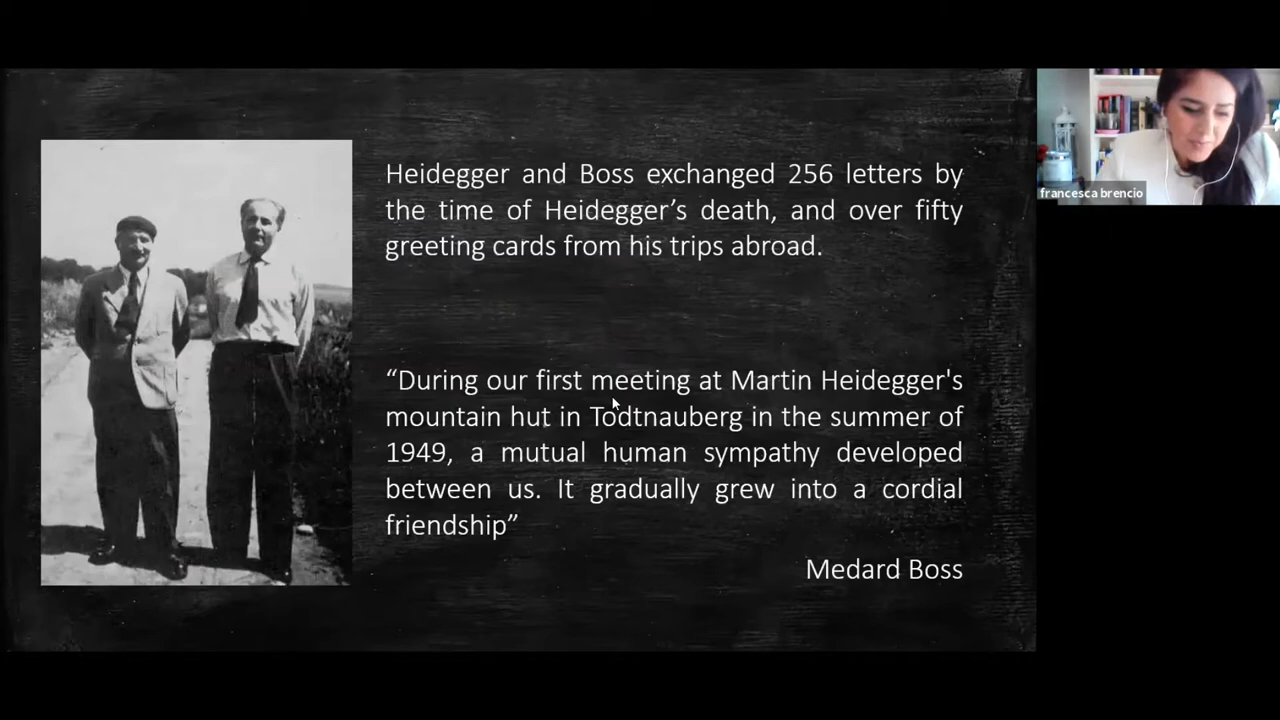 Heidegger and Boss exchanged 256 letters by
the time of Heidegger’s death, and over fifty
greeting cards from his trips abroad.
“During our first meeting at Martin Heidegger's
mountain hut in Todtnauberg in the summer of
1949, a mutual human sympathy developed
between us. It gradually grew into a cordial
friendship”
Medard Boss
francesca brencio